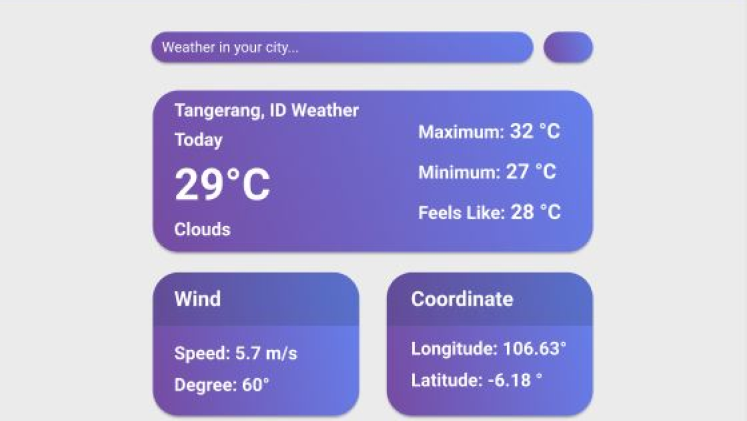 Weather in your city...
Tangerang, ID Weather
Today
29°C
Clouds
Maximum: 32 °C
Minimum: 27 °C
Feels Like: 28 °C
Wind
Speed: 5.7 m/s
Degree: 60°
Coordinate
Longitude: 106.63°
Latitude: -6.18 °